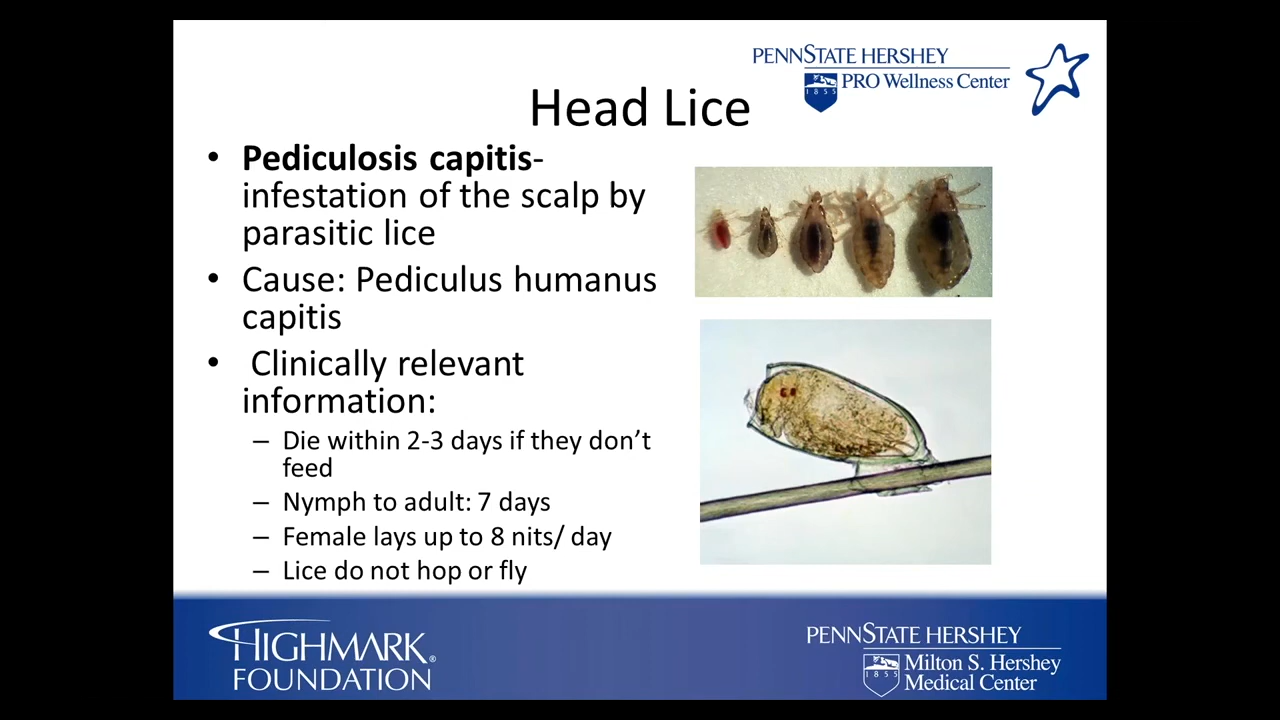 PENNSTATE HERSHEY
PRO Wellness Center
1855
Head Lice
• Pediculosis capitis-
infestation of the scalp by
parasitic lice
• Cause: Pediculus humanus
capitis
• Clinically relevant
information:
– Die within 2-3 days if they don’t
feed
– Nymph to adult: 7 days
– Female lays up to 8 nits/ day
– Lice do not hop or fly
HIGHMARK®
FOUNDATION
PENNSTATE HERSHEY
Milton S. Hershey
1855
Medical Center